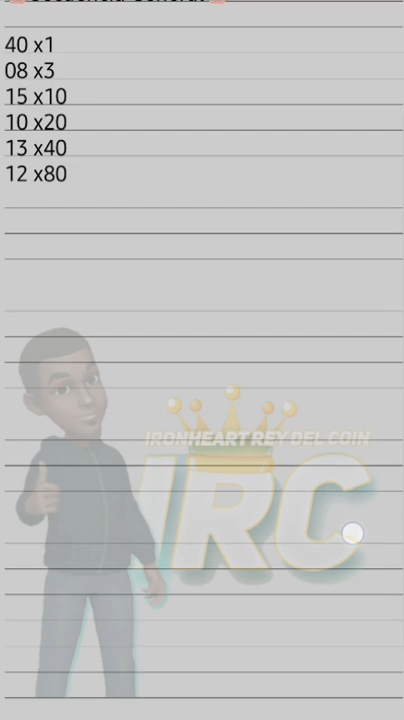 40 x1
08 x3
15 x10
10 x20
13 x40
12 x80
IRONHEART REY DEL COIN
IRC